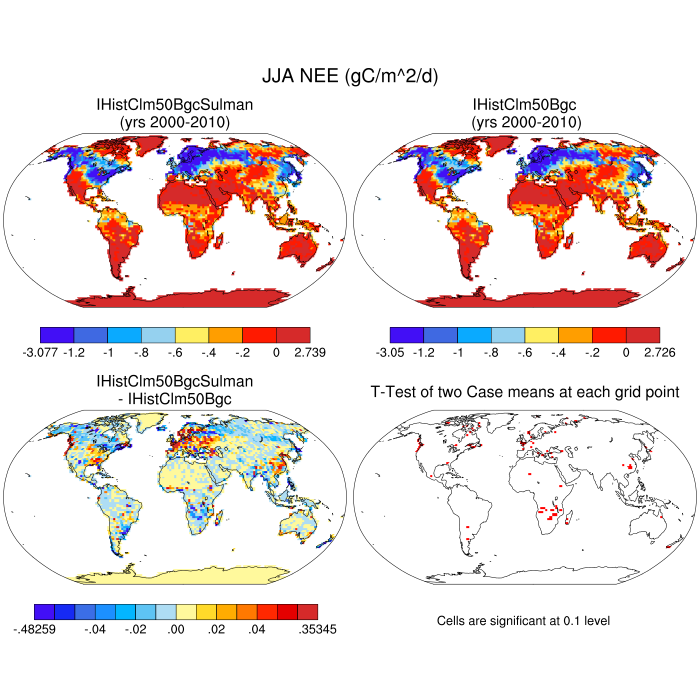 JJA NEE (gC/m^2/d)
IHistClm50BgcSulman
(yrs 2000-2010)
IHistClm50Bgc
(yrs 2000-2010)
-3.077 -1.2 -1 -.8 -.6 -.4 -.2 0 2.739
-3.05 -1.2 -1 -.8 -.6 -.4 -.2 0 2.726
IHistClm50BgcSulman
- IHistClm50Bgc
T-Test of two Case means at each grid point
-.48259 -.04 -.02 .00 .02 .04 .35345
Cells are significant at 0.1 level